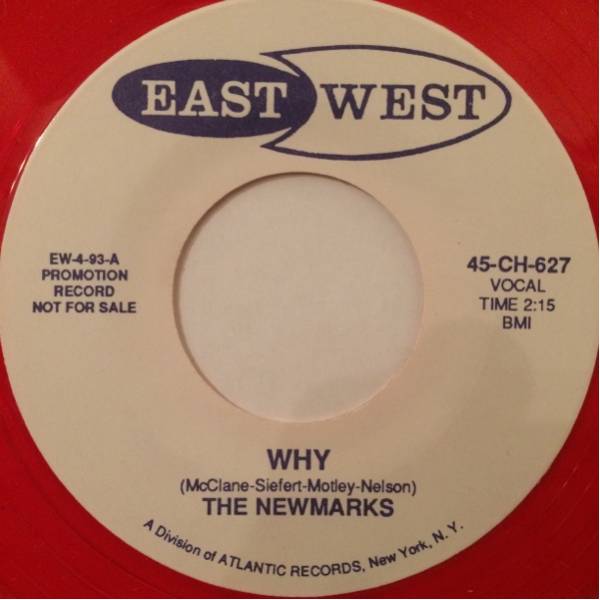 EAST WEST
EW-4-93-A
PROMOTION
RECORD
NOT FOR SALE
45-CH-627
VOCAL
TIME 2:15
BMI
WHY
(McClane-Siefert-Motley-Nelson)
THE NEWMARKS
A Division of ATLANTIC RECORDS, New York, N. Y.